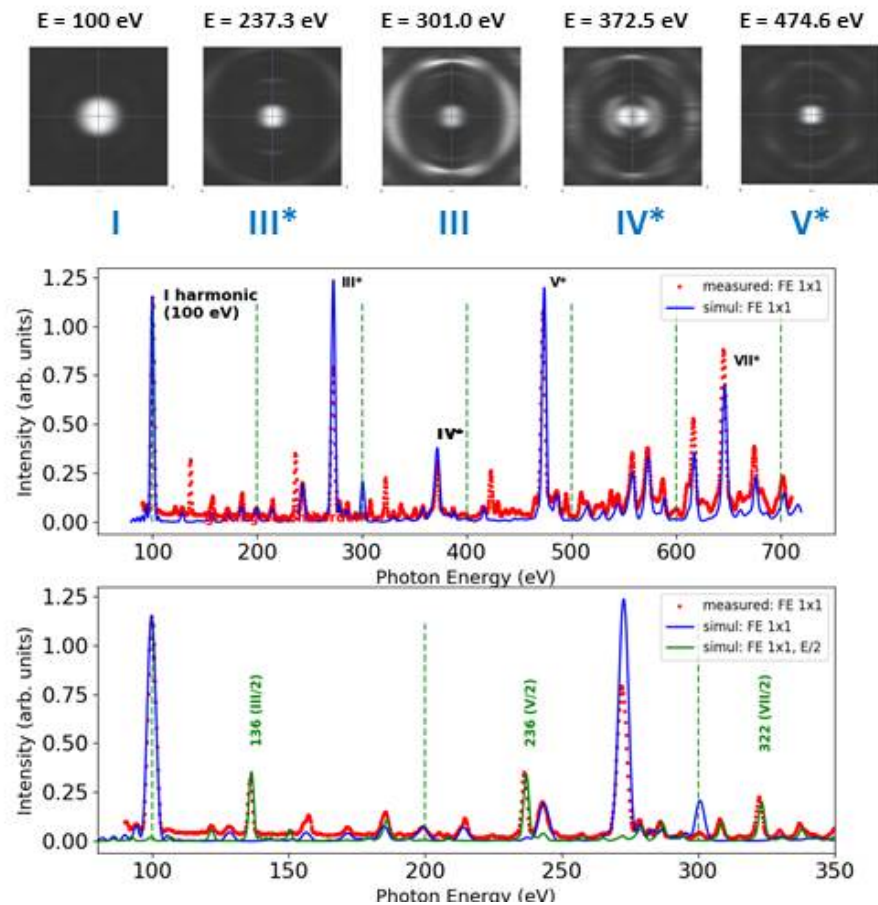 E = 100 eV E = 237.3 eV E = 301.0 eV E = 372.5 eV E = 474.6 eV
I III* III IV* V*
1.25
1.00
0.75
0.50
0.25
0.00
Intensity (arb. units)
I harmonic
(100 eV)
III*
IV*
V*
VII*
measured: FE 1x1
simul: FE 1x1
100 200 300 400 500 600 700
Photon Energy (eV)
1.25
1.00
0.75
0.50
0.25
0.00
Intensity (arb. units)
136 (III/2)
236 (V/2)
322 (VII/2)
measured: FE 1x1
simul: FE 1x1
simul: FE 1x1, E/2
100 150 200 250 300 350
Photon Energy (eV)